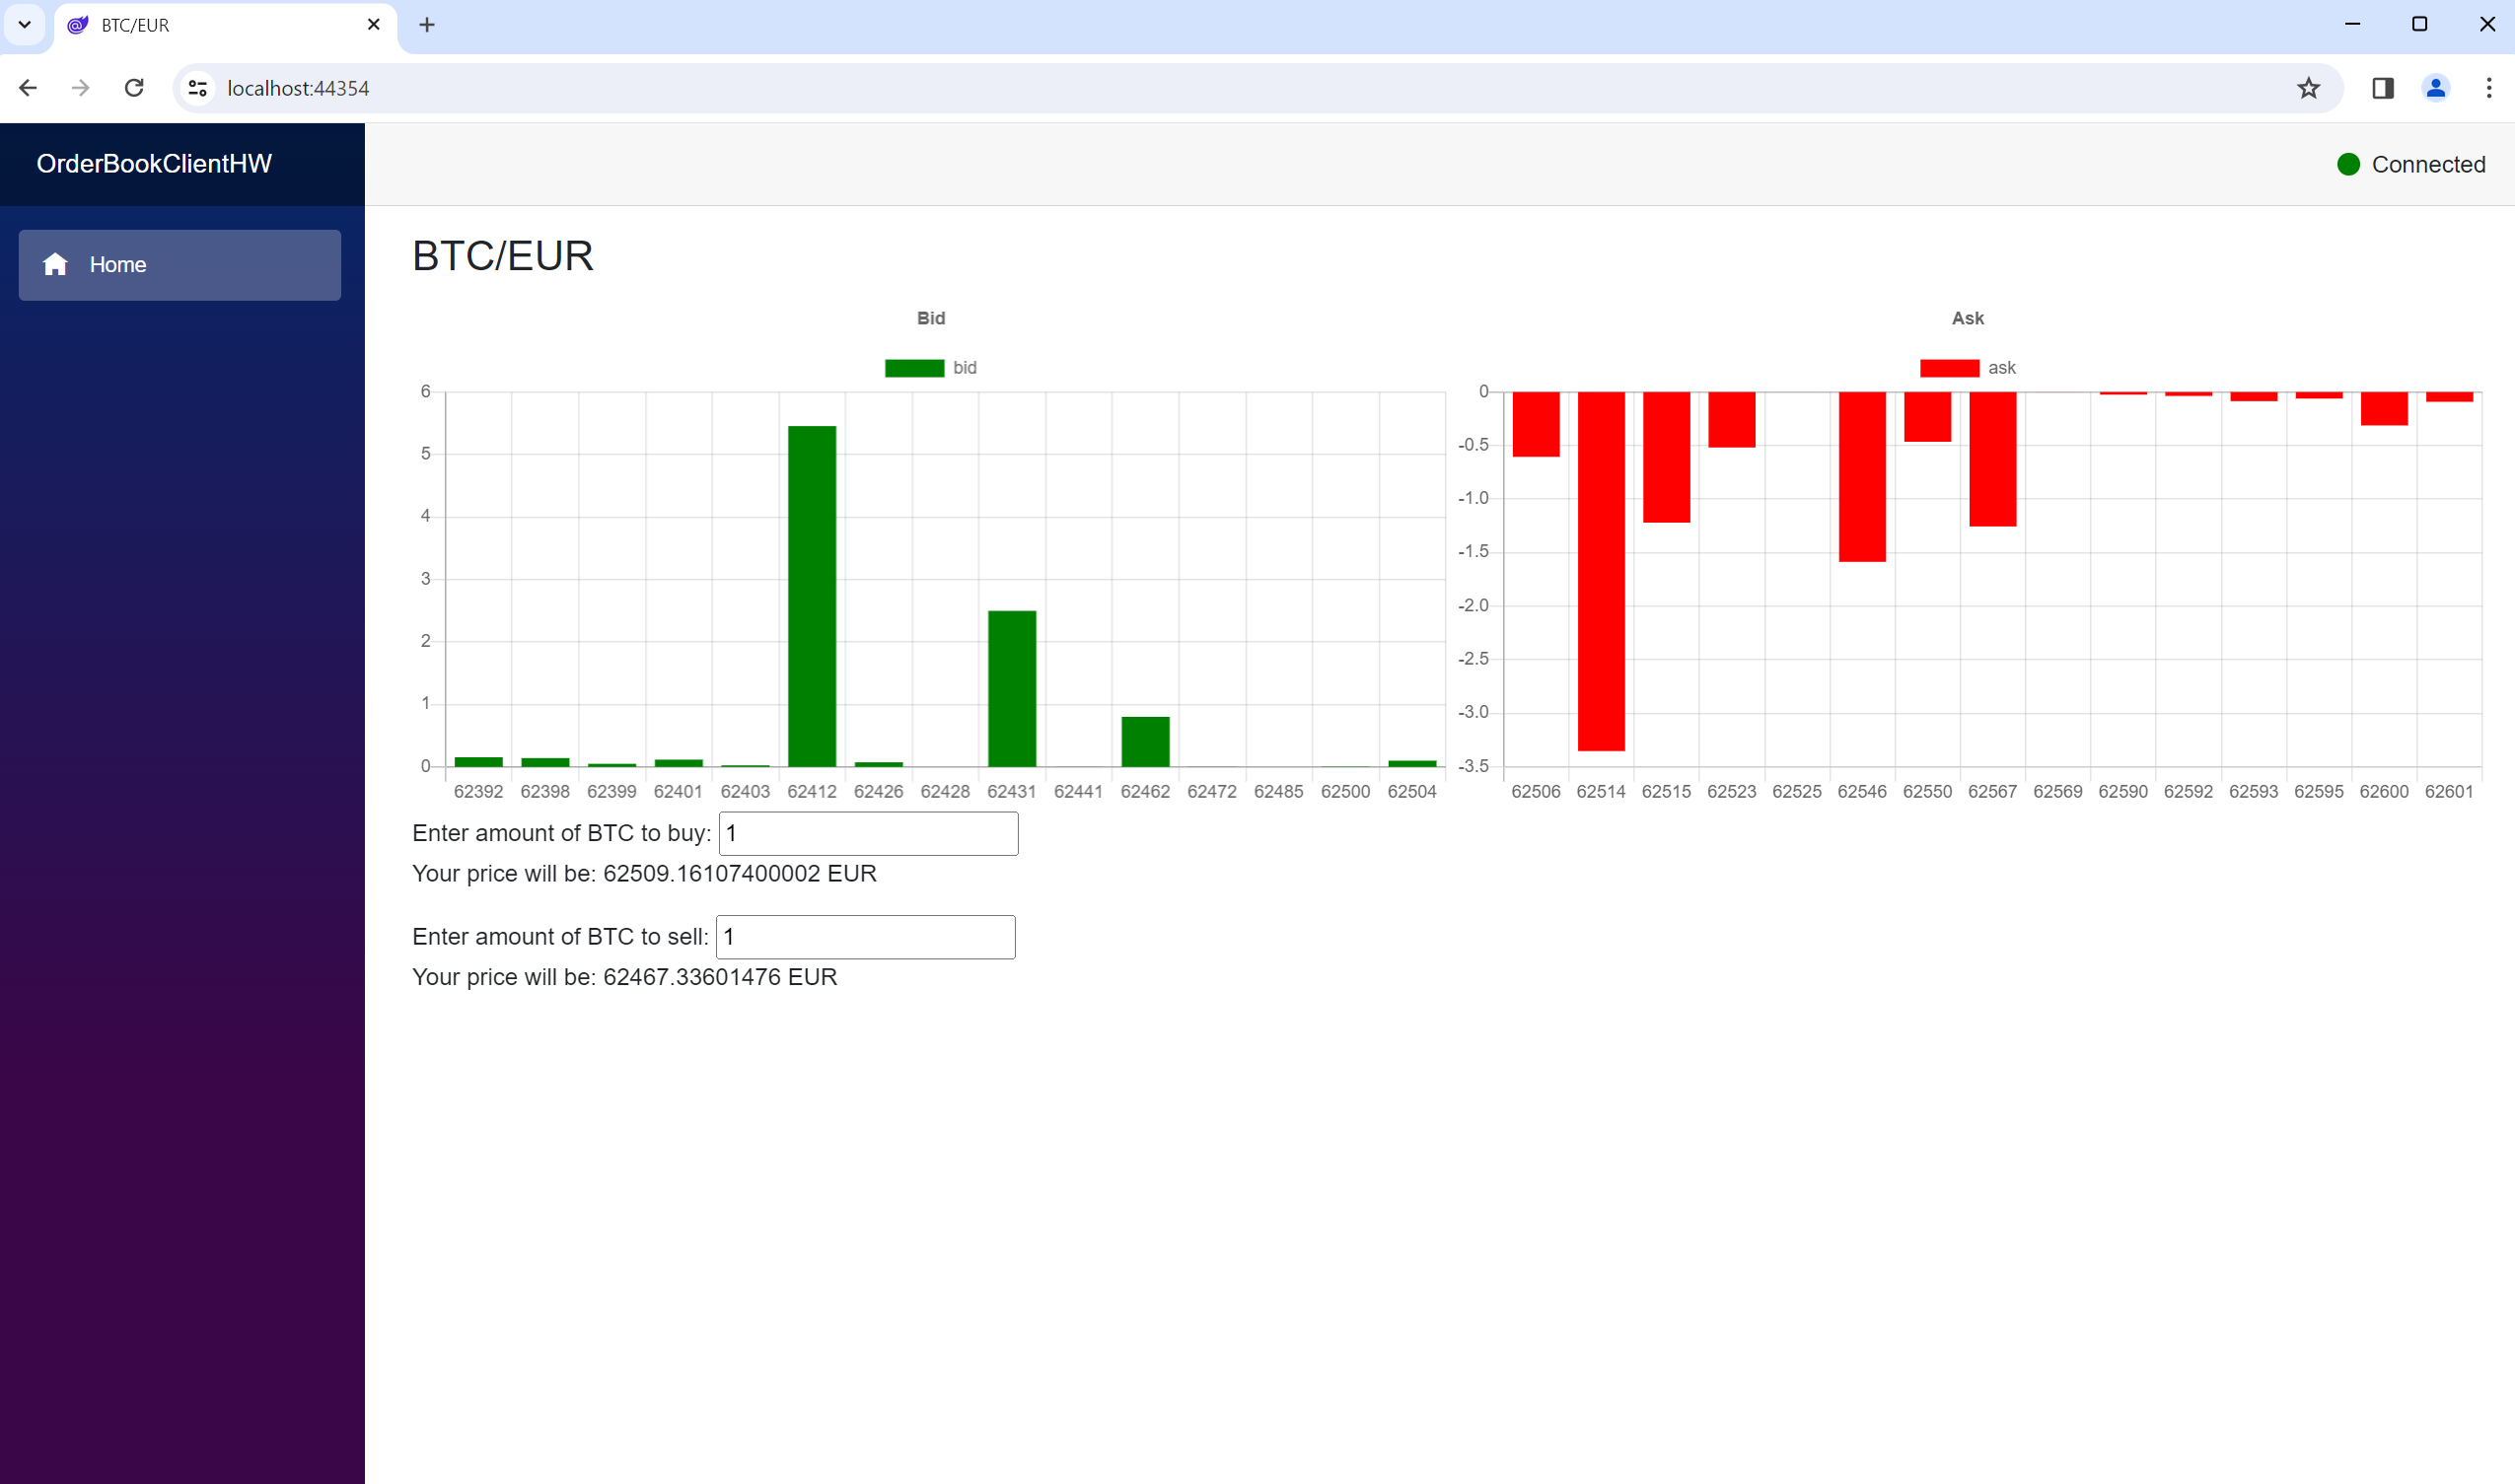 BTC/EUR
localhost:44354
OrderBookClientHW
Connected
Home
BTC/EUR
Bid
bid
6
5
4
3
2
1
0
62392 62398 62399 62401 62403 62412 62426 62428 62431 62441 62462 62472 62485 62500 62504
Ask
ask
0
-0.5
-1.0
-1.5
-2.0
-2.5
-3.0
-3.5
62506 62514 62515 62523 62525 62546 62550 62567 62569 62590 62592 62593 62595 62600 62601
Enter amount of BTC to buy: 1
Your price will be: 62509.16107400002 EUR
Enter amount of BTC to sell: 1
Your price will be: 62467.33601476 EUR